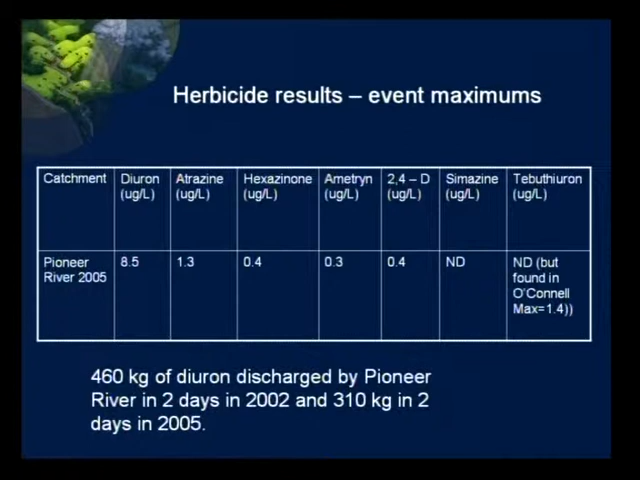 Herbicide results – event maximums
Catchment Diuron (ug/L) Atrazine (ug/L) Hexazinone (ug/L) Ametryn (ug/L) 2,4 – D (ug/L) Simazine (ug/L) Tebuthiuron (ug/L)
Pioneer River 2005 8.5 1.3 0.4 0.3 0.4 ND ND (but found in O'Connell Max=1.4))
460 kg of diuron discharged by Pioneer
River in 2 days in 2002 and 310 kg in 2
days in 2005.